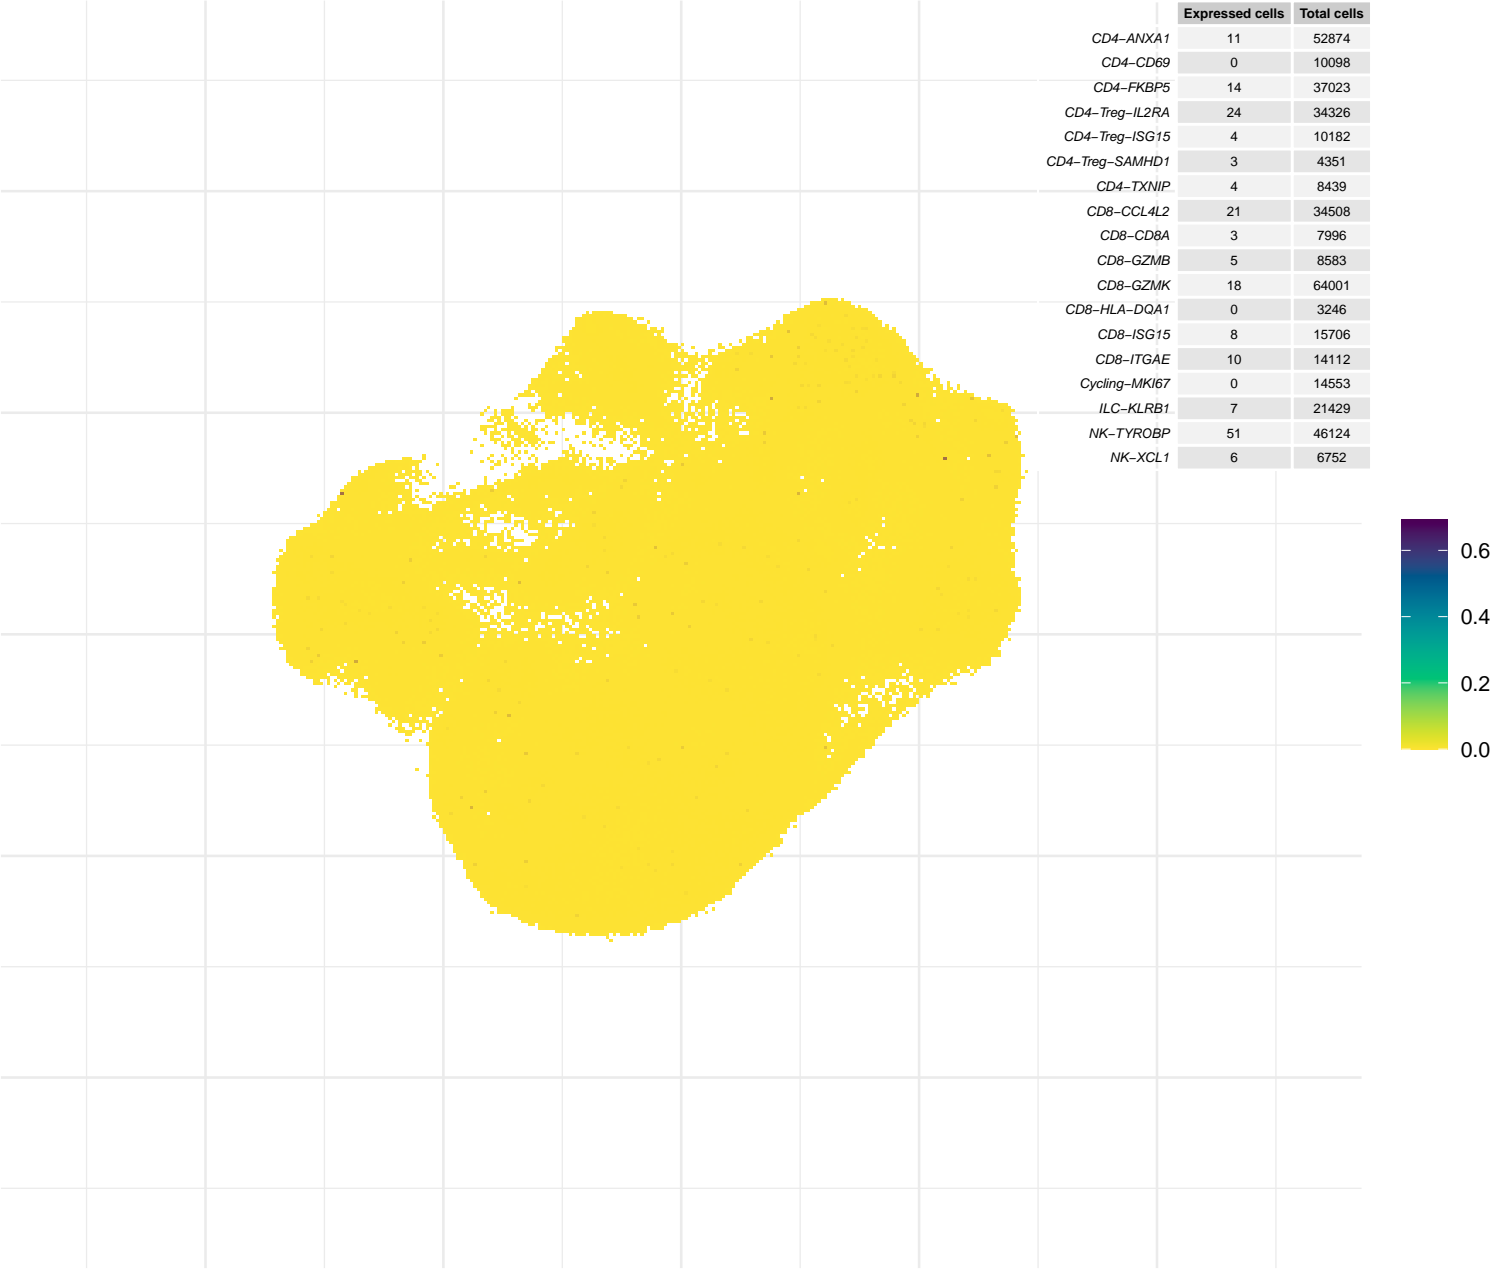 Expressed cells Total cells
CD4−ANXA1 11 52874
CD4−CD69 0 10098
CD4−FKBP5 14 37023
CD4−Treg−IL2RA 24 34326
CD4−Treg−ISG15 4 10182
CD4−Treg−SAMHD1 3 4351
CD4−TXNIP 4 8439
CD8−CCL4L2 21 34508
CD8−CD8A 3 7996
CD8−GZMB 5 8583
CD8−GZMK 18 64001
CD8−HLA−DQA1 0 3246
CD8−ISG15 8 15706
CD8−ITGAE 10 14112
Cycling−MKI67 0 14553
ILC−KLRB1 7 21429
NK−TYROBP 51 46124
NK−XCL1 6 6752
0.6
0.4
0.2
0.0